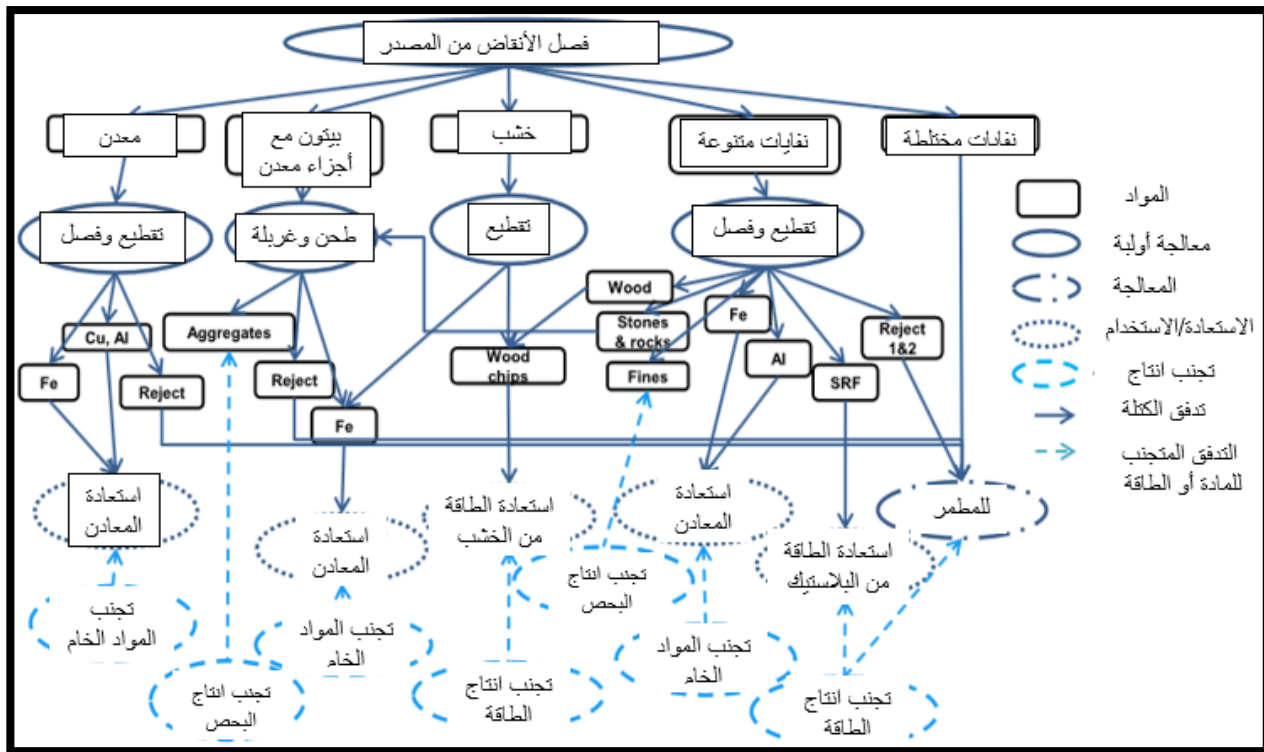 فصل الأنقاض من المصدر
معدن
بيتون مع
أجزاء معدن
خشب
نفايات متنوعة
نفايات مختلطة
تقطيع وفصل
طحن وغربلة
تقطيع
تقطيع وفصل
Wood
Stones
& rocks
Fe
Reject
1&2
Cu, Al
Aggregates
Al
Fe
Reject
Reject
Wood
chips
Fines
SRF
Fe
استعادة
المعادن
استعادة
المعادن
استعادة الطاقة
من الخشب
استعادة
المعادن
استعادة الطاقة
من البلاستيك
للمطمر
تجنب
المواد الخام
تجنب انتاج
البحص
تجنب المواد
الخام
تجنب انتاج
الطاقة
تجنب انتاج
البحص
تجنب المواد
الخام
تجنب انتاج
الطاقة
المواد
معالجة أولية
المعالجة
الاستعادة/الاستخدام
تجنب انتاج
تدفق الكتلة
التدفق المتجنب
للمادة أو الطاقة